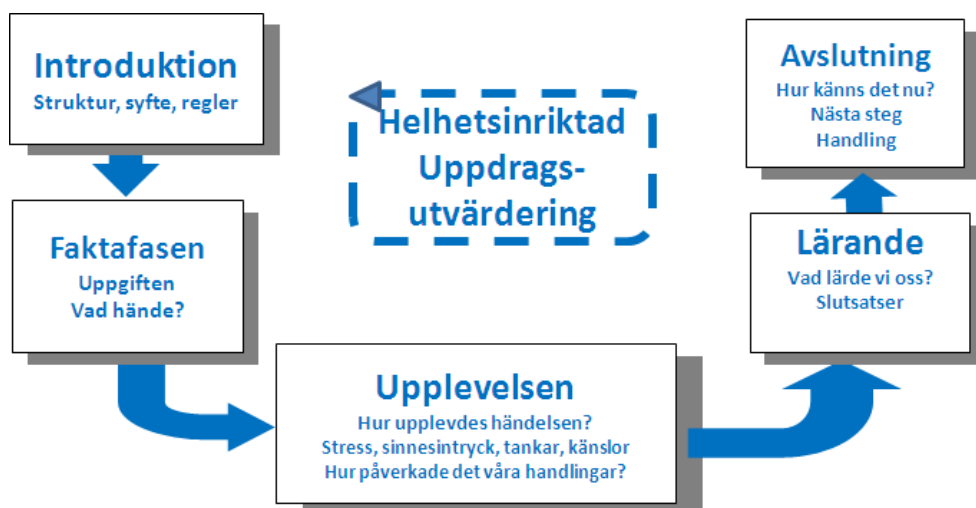 Introduktion
Struktur, syfte, regler
Faktafasen
Uppgiften
Vad hände?
Upplevelsen
Hur upplevdes händelsen?
Stress, sinnesintryck, tankar, känslor
Hur påverkade det våra handlingar?
Lärande
Vad lärde vi oss?
Slutsatser
Avslutning
Hur känns det nu?
Nästa steg
Handling
Helhetsinriktad
Uppdrags-
utvärdering